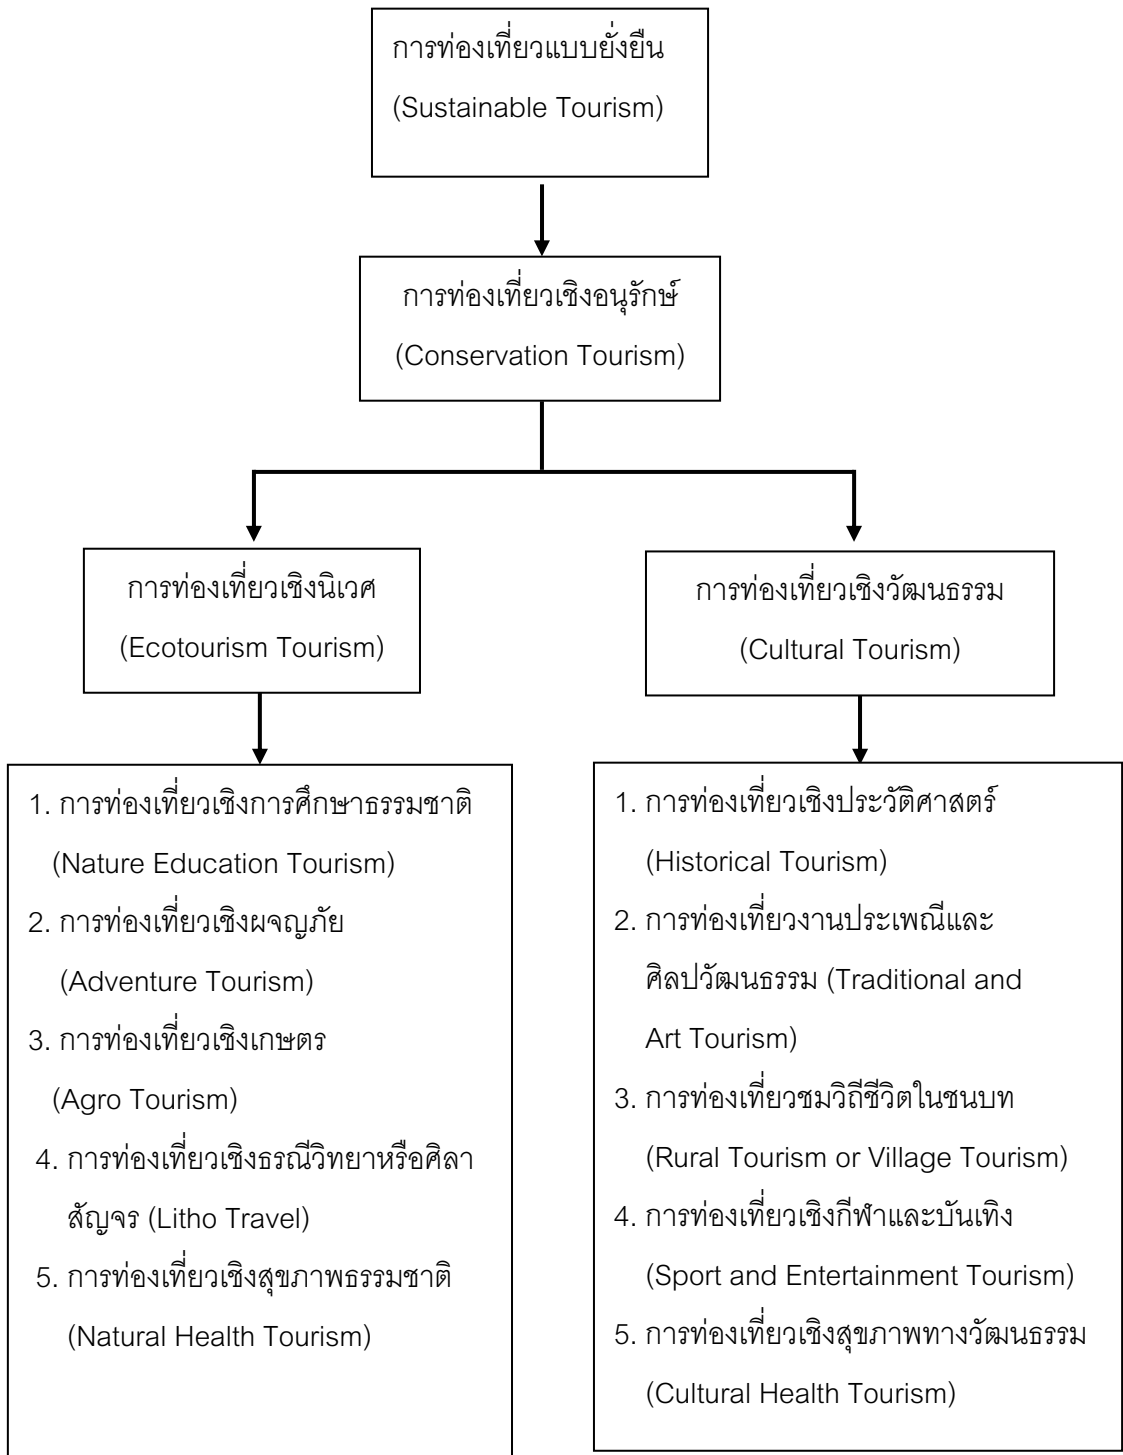 การท่องเที่ยวแบบยั่งยืน
(Sustainable Tourism)
การท่องเที่ยวเชิงอนุรักษ์
(Conservation Tourism)
การท่องเที่ยวเชิงนิเวศ
(Ecotourism Tourism)
การท่องเที่ยวเชิงวัฒนธรรม
(Cultural Tourism)
1. การท่องเที่ยวเชิงการศึกษาธรรมชาติ
(Nature Education Tourism)
2. การท่องเที่ยวเชิงผจญภัย
(Adventure Tourism)
3. การท่องเที่ยวเชิงเกษตร
(Agro Tourism)
4. การท่องเที่ยวเชิงธรณีวิทยาหรือศิลา
สัญจร (Litho Travel)
5. การท่องเที่ยวเชิงสุขภาพธรรมชาติ
(Natural Health Tourism)
1. การท่องเที่ยวเชิงประวัติศาสตร์
(Historical Tourism)
2. การท่องเที่ยวงานประเพณีและ
ศิลปวัฒนธรรม (Traditional and
Art Tourism)
3. การท่องเที่ยวชมวิถีชีวิตในชนบท
(Rural Tourism or Village Tourism)
4. การท่องเที่ยวเชิงกีฬาและบันเทิง
(Sport and Entertainment Tourism)
5. การท่องเที่ยวเชิงสุขภาพทางวัฒนธรรม
(Cultural Health Tourism)